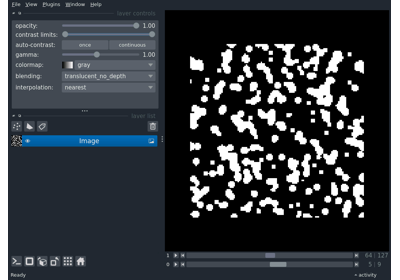 File View Plugins Window Help
layer controls
opacity: 1.00
contrast limits:
auto-contrast: once continuous
gamma: 1.00
colormap: gray
blending: translucent_no_depth
interpolation: nearest
layer list
Image
1 64 127
0 5 9
Ready activity